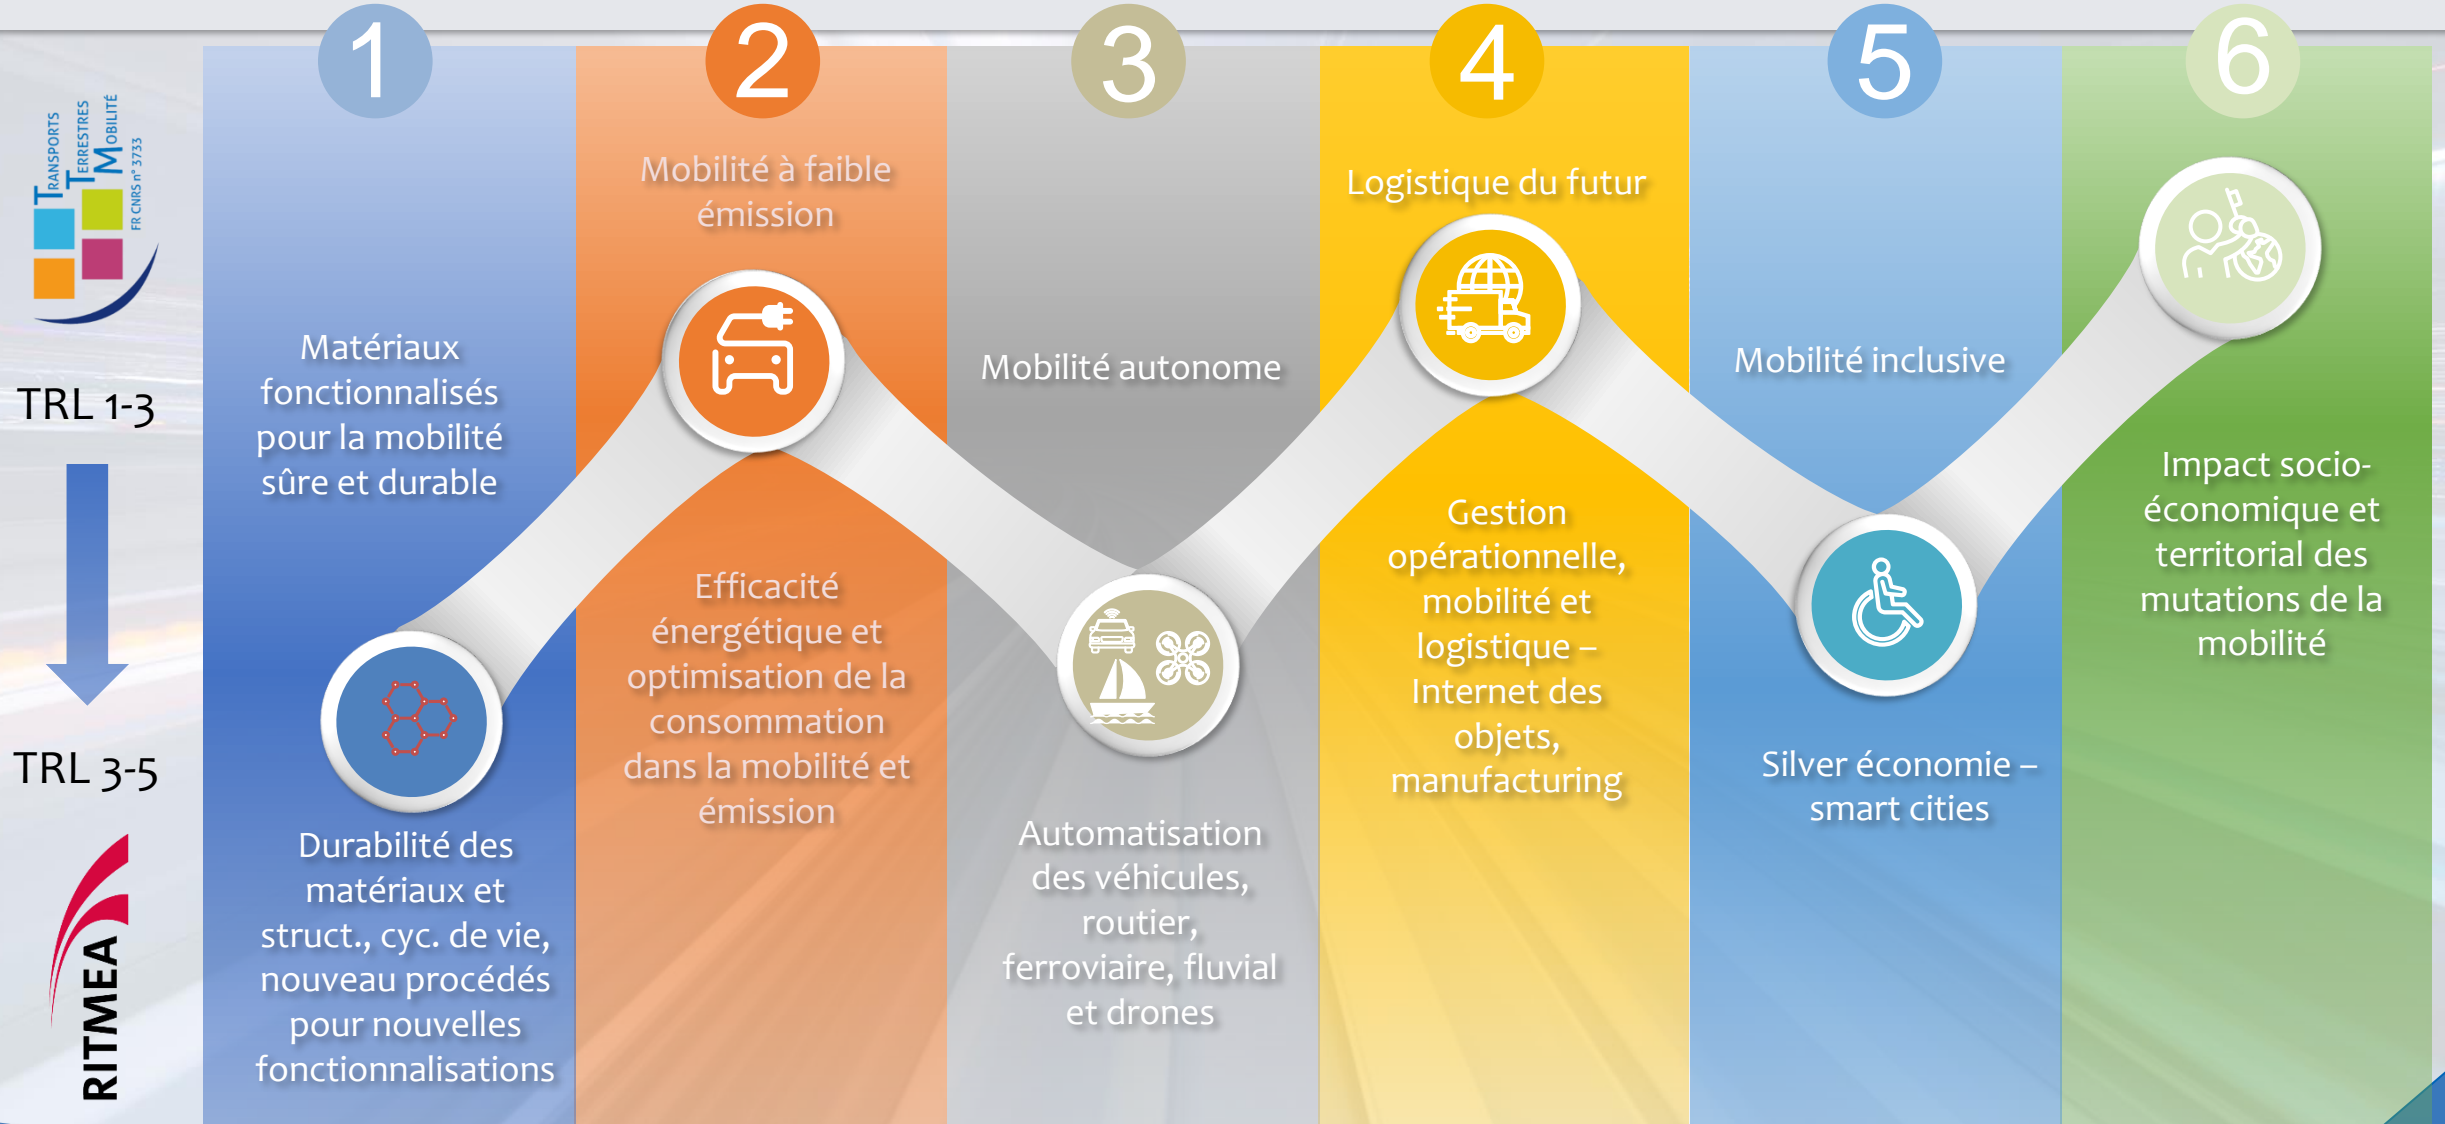 1
2
3
4
5
6
TRANSPORTS
TERRESTRES
MOBILITÉ
FR CNRS n° 3733
TRL 1-3
TRL 3-5
RITMEA
Matériaux
fonctionnalisés
pour la mobilité
sûre et durable
Durabilité des
matériaux et
struct., cyc. de vie,
nouveau procédés
pour nouvelles
fonctionnalisations
Mobilité à faible
émission
Efficacité
énergétique et
optimisation de la
consommation
dans la mobilité et
émission
Mobilité autonome
Automatisation
des véhicules,
routier,
ferroviaire, fluvial
et drones
Logistique du futur
Gestion
opérationnelle,
mobilité et
logistique –
Internet des
objets,
manufacturing
Mobilité inclusive
Silver économie –
smart cities
Impact socio-
économique et
territorial des
mutations de la
mobilité